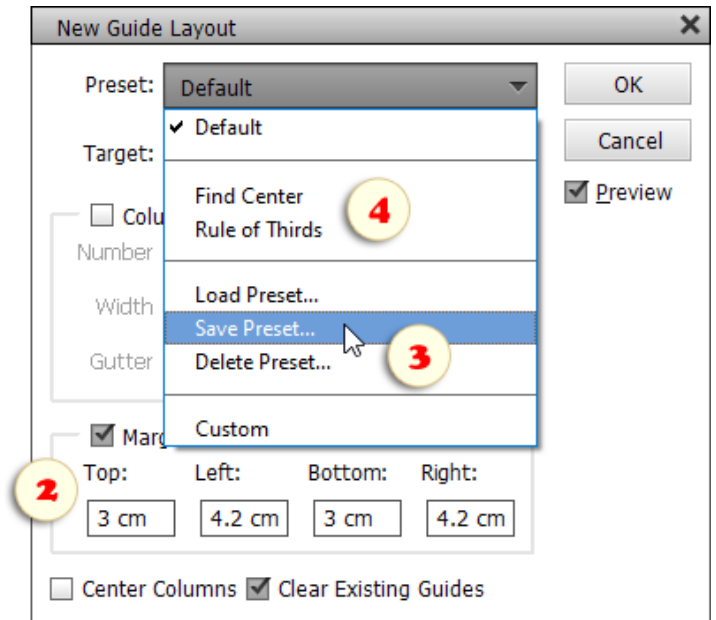 New Guide Layout
Preset: Default OK
✔ Default
Target: Cancel
Find Center
Preview
4
Colu
Rule of Thirds
Number
Load Preset...
Width
Save Preset...
3
Gutter
Delete Preset...
Custom
Marg
2
Top: Left: Bottom: Right:
3 cm 4.2 cm 3 cm 4.2 cm
Center Columns Clear Existing Guides